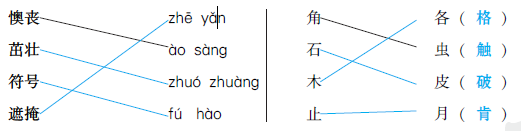 懊丧 zhē yǎn 角 各（格）
茁壮 ào sàng 石 虫（触）
符号 zhuó zhuàng 木 皮（破）
遮掩 fú hào 止 月（肯）